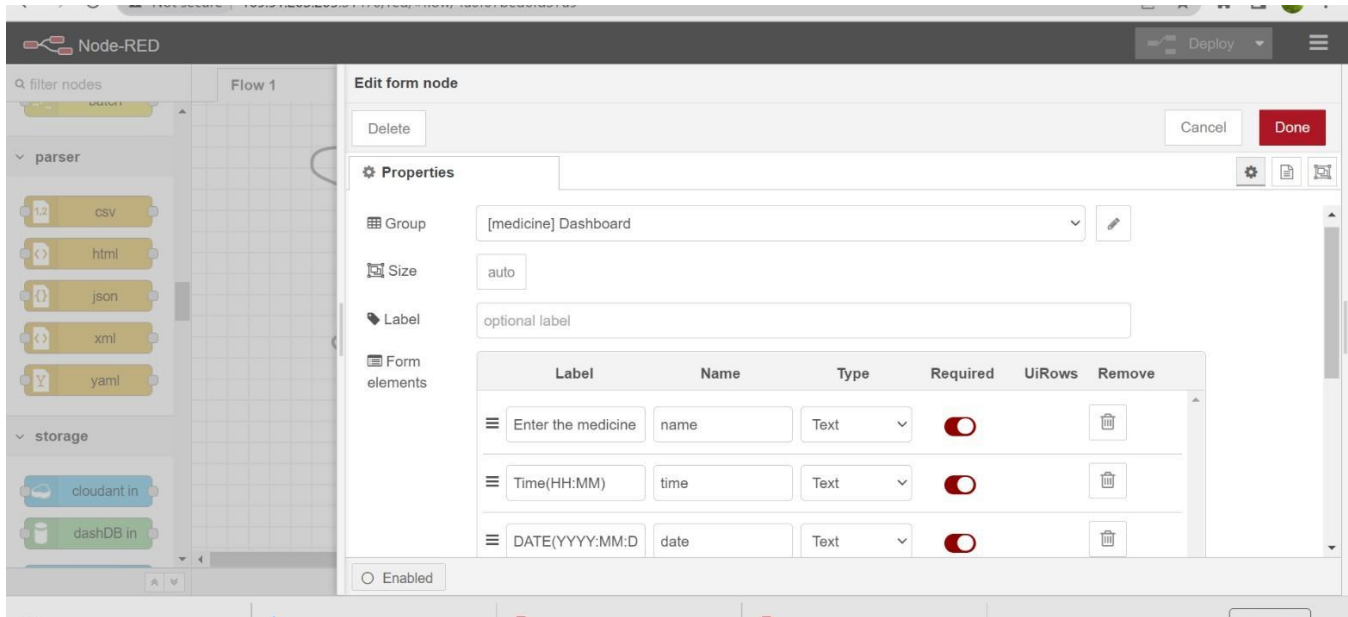 Node-RED
Deploy
filter nodes
Flow 1
Edit form node
Delete
Cancel
Done
parser
Properties
1,2 csv
Group
[medicine] Dashboard
html
Size
auto
json
Label
optional label
xml
Form
elements
Label Name Type Required UiRows Remove
Y yaml
Enter the medicine name Text
storage
Time(HH:MM) time Text
cloudant in
dashDB in
DATE(YYYY:MM:D date Text
Enabled